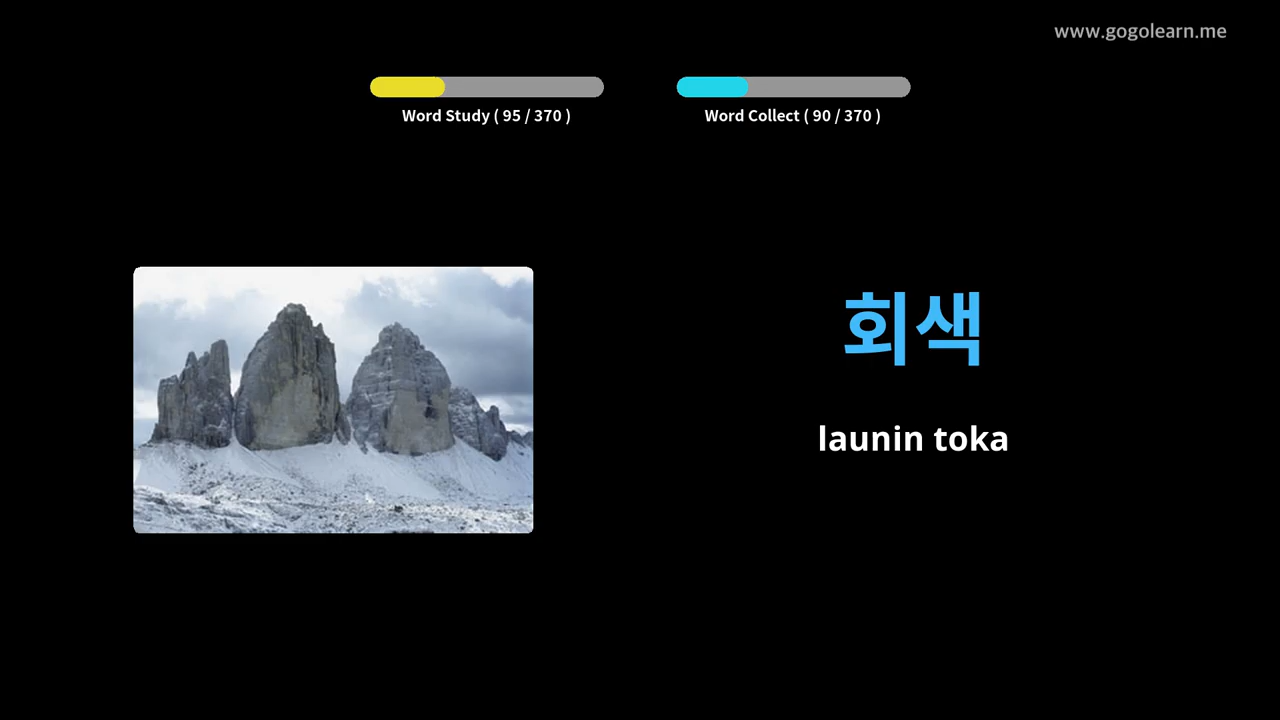 www.gogolearn.me
Word Study ( 95 / 370 )
Word Collect ( 90 / 370 )
회색
launin toka